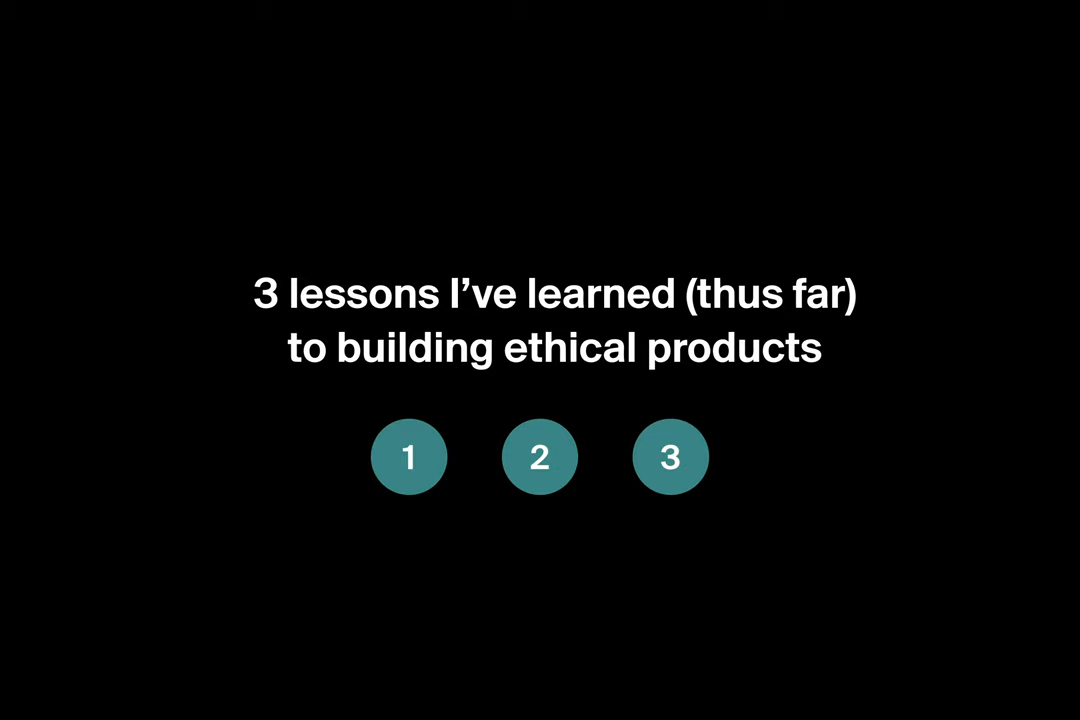 3 lessons I’ve learned (thus far)
to building ethical products
1 2 3